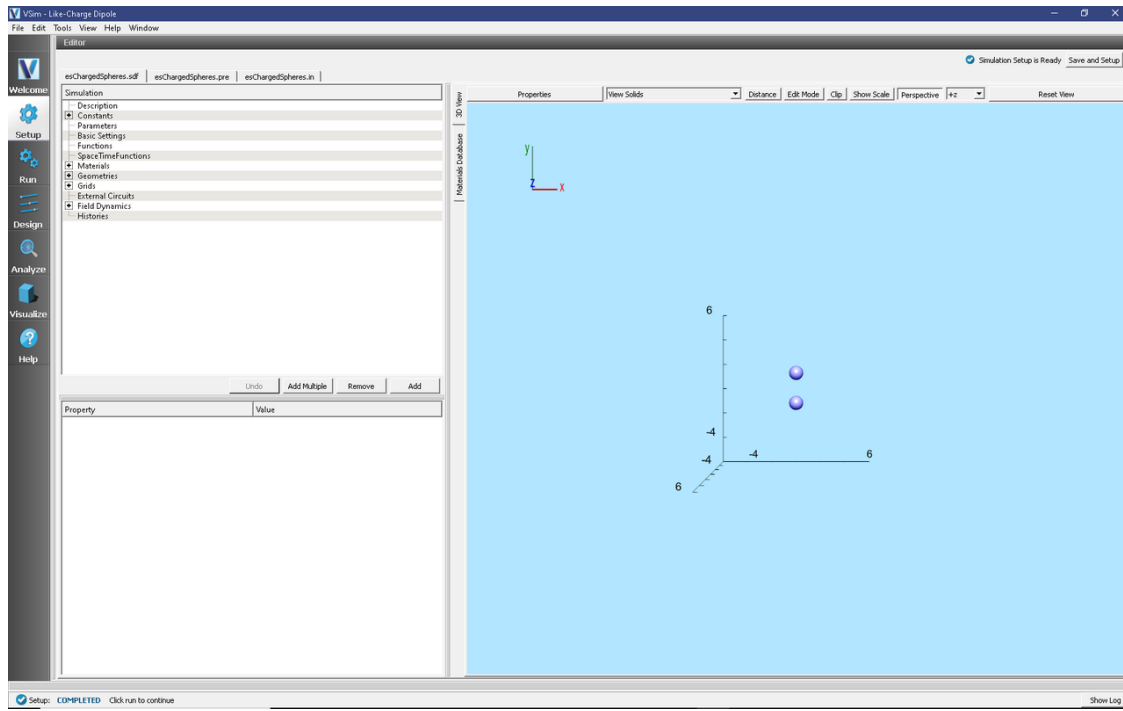 VSim - Like-Charge Dipole
File Edit Tools View Help Window
Editor
Simulation Setup is Ready Save and Setup
esChargedSpheres.sdf esChargedSpheres.pre esChargedSpheres.in
Welcome
Setup
Run
Design
Analyze
Visualize
Help
Simulation
Description
Constants
Parameters
Basic Settings
Functions
SpaceTimeFunctions
Materials
Geometries
Grids
External Circuits
Field Dynamics
Histories
Undo Add Multiple Remove Add
Property Value
3D View
Materials Database
Properties View Solids Distance Edit Mode Clip Show Scale Perspective +z Reset View
y
z x
6
-4
-4 -4 6
6
Setup: COMPLETED Click run to continue Show Log